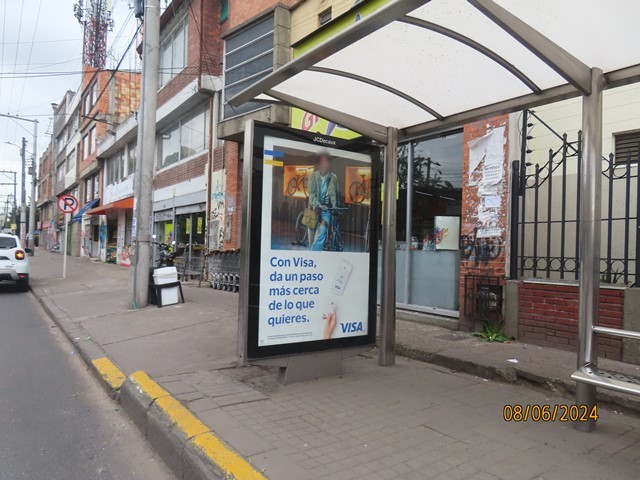 JCDecaux
Con Visa,
da un paso
más cerca
de lo que
quieres.
VISA
08/06/2024